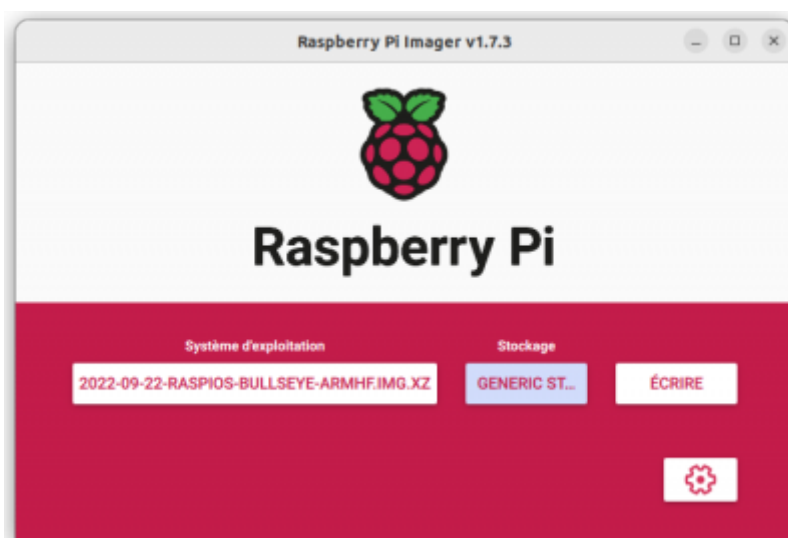 Raspberry Pi Imager v1.7.3
Raspberry Pi
Système d'exploitation
Stockage
2022-09-22-RASPIOS-BULLSEYE-ARMHF.IMG.XZ
GENERIC ST...
ÉCRIRE